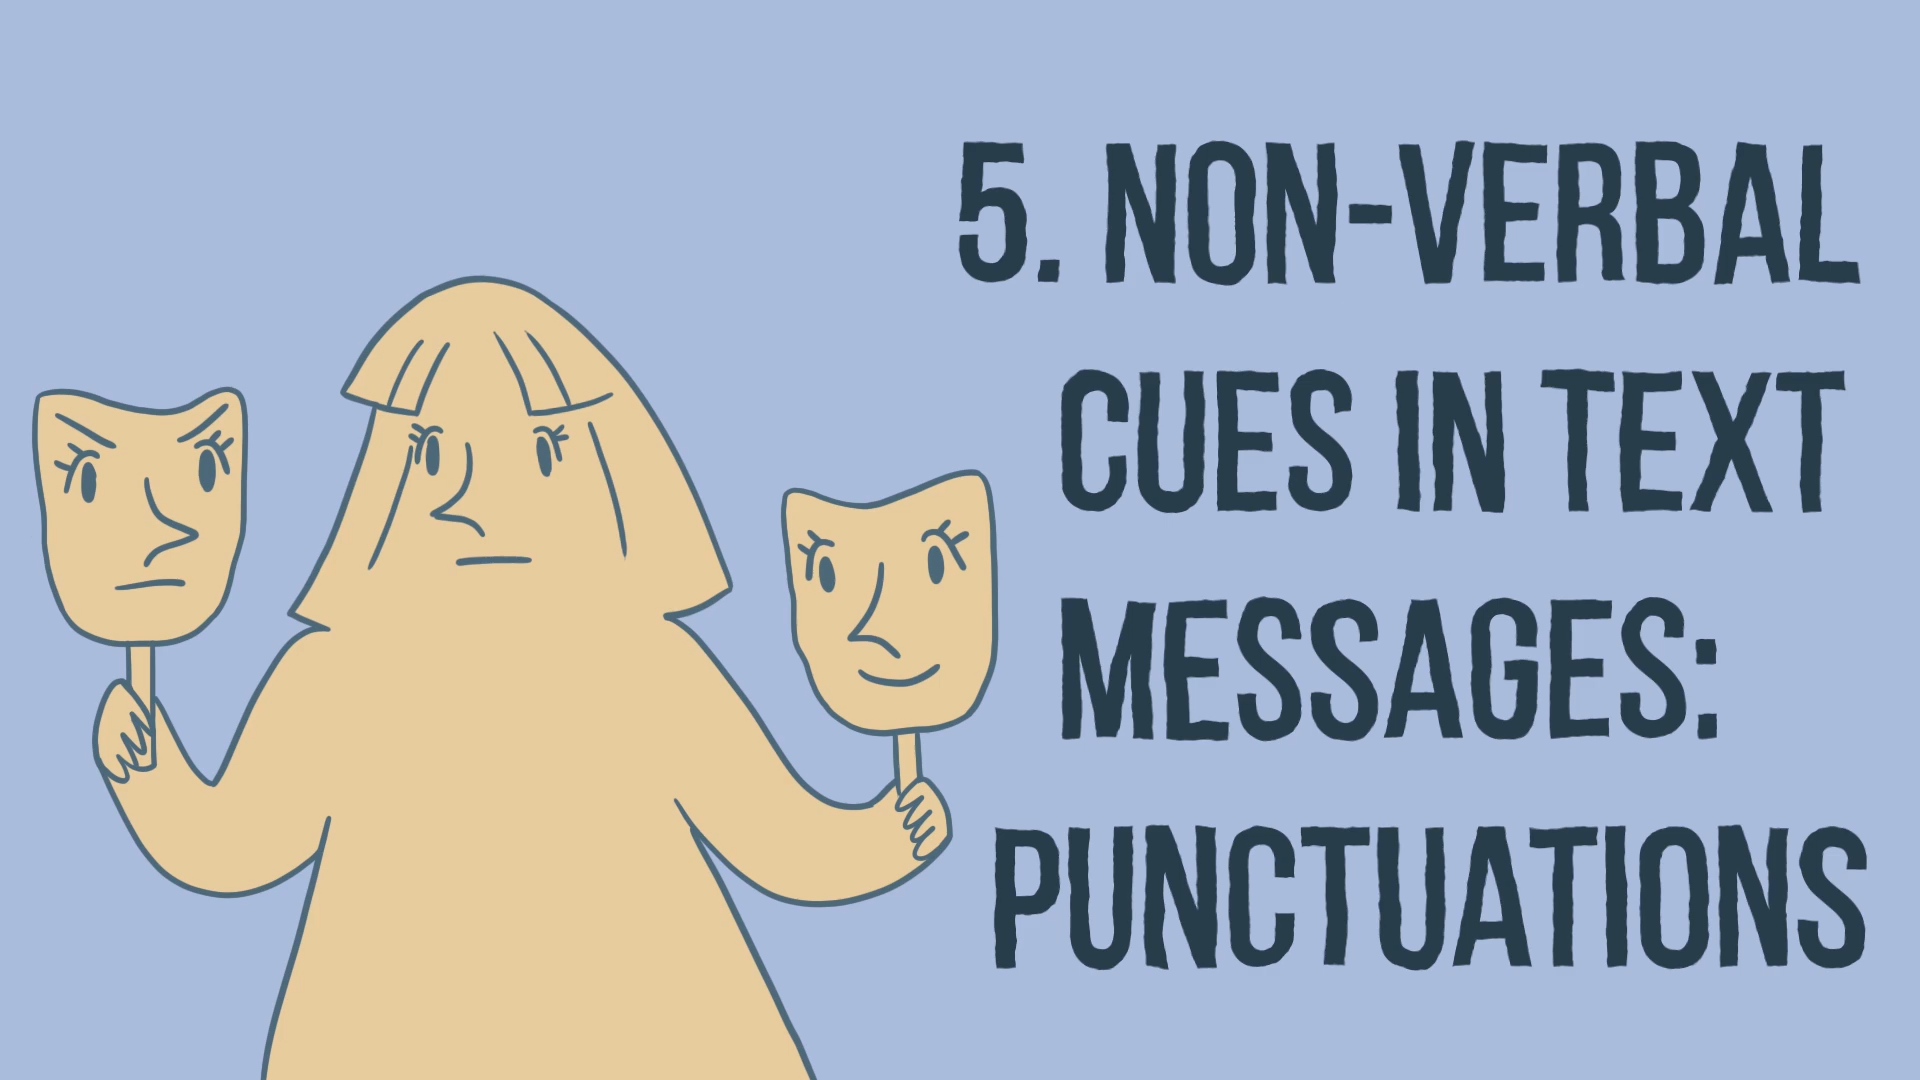 5. NON-VERBAL
CUES IN TEXT
MESSAGES:
PUNCTUATIONS